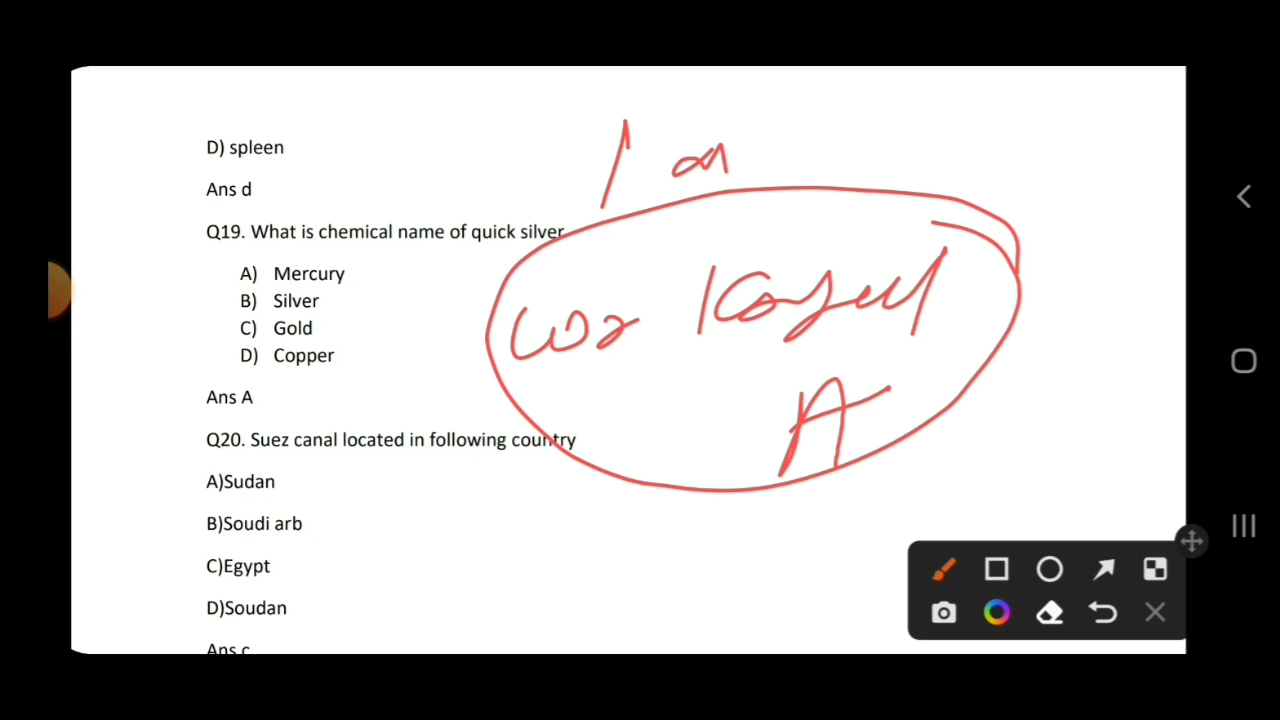 D) spleen
Ans d
Q19. What is chemical name of quick silver
A) Mercury
B) Silver
C) Gold
D) Copper
Ans A
Q20. Suez canal located in following country
A)Sudan
B)Soudi arb
C)Egypt
D)Soudan
Ans c
A